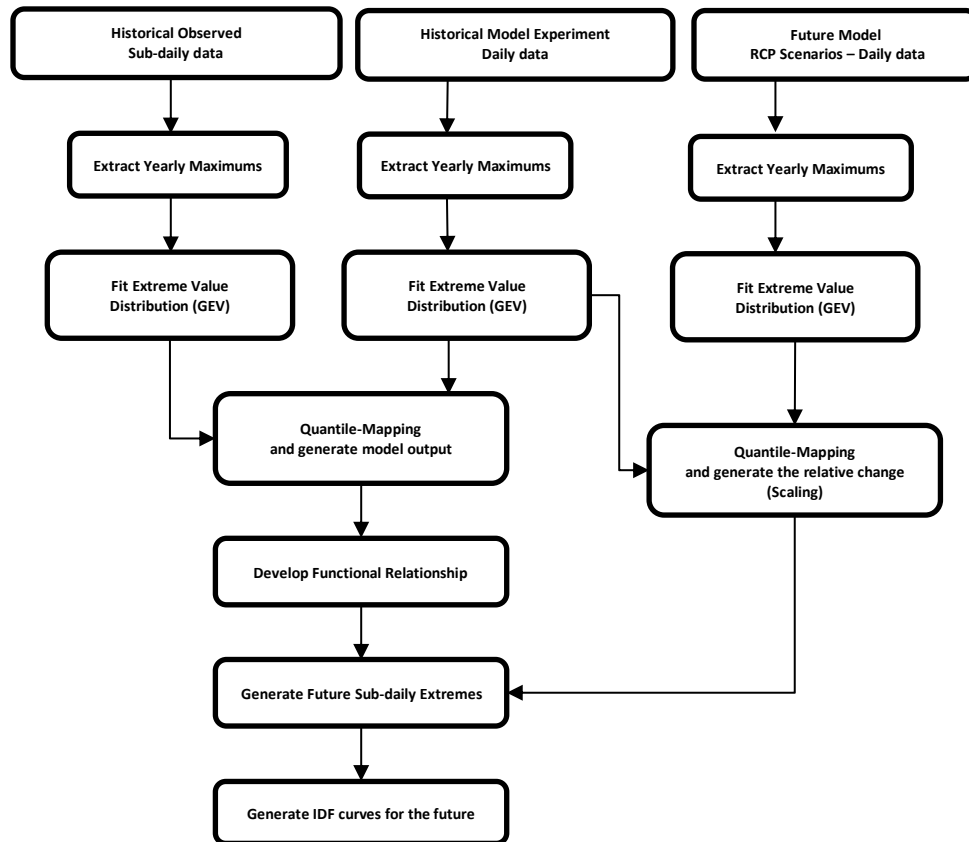 Historical Observed
Sub-daily data
Historical Model Experiment
Daily data
Future Model
RCP Scenarios – Daily data
Extract Yearly Maximums
Extract Yearly Maximums
Extract Yearly Maximums
Fit Extreme Value
Distribution (GEV)
Fit Extreme Value
Distribution (GEV)
Fit Extreme Value
Distribution (GEV)
Quantile-Mapping
and generate model output
Quantile-Mapping
and generate the relative change
(Scaling)
Develop Functional Relationship
Generate Future Sub-daily Extremes
Generate IDF curves for the future